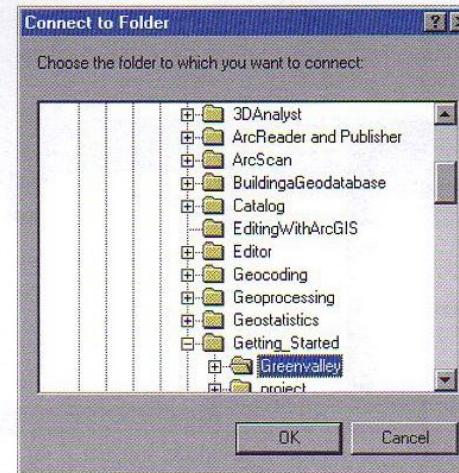 Connect to Folder
Choose the folder to which you want to connect:
3DAnalyst
ArcReader and Publisher
ArcScan
BuildingaGeodatabase
Catalog
EditingWithArcGIS
Editor
Geocoding
Geoprocessing
Geostatistics
Getting_Started
Greenvalley
project
OK Cancel